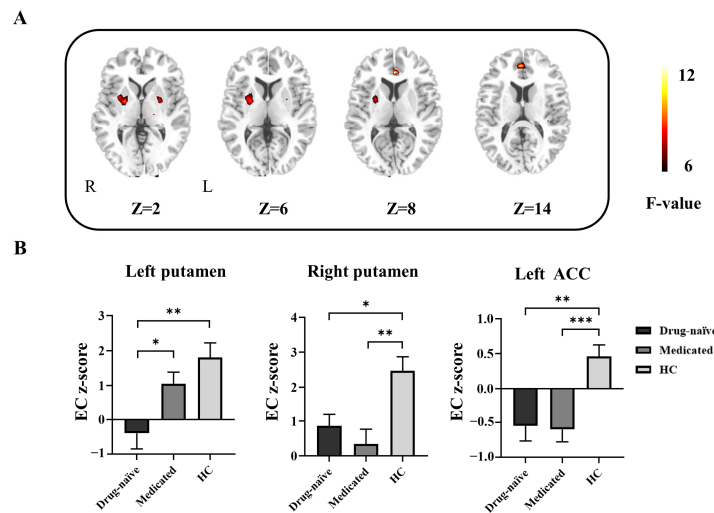 A
R
L
Z=2
Z=6
Z=8
Z=14
12
6
F-value
B
Left putamen
EC z-score
3
2
1
0
−1
**
*
Drug-naïve
Medicated
HC
Right putamen
EC z-score
4
3
2
1
0
*
**
Drug-naïve
Medicated
HC
Left ACC
EC z-score
1.0
0.5
0.0
−0.5
−1.0
**
***
Drug-naïve
Medicated
HC
Drug-naïve
Medicated
HC